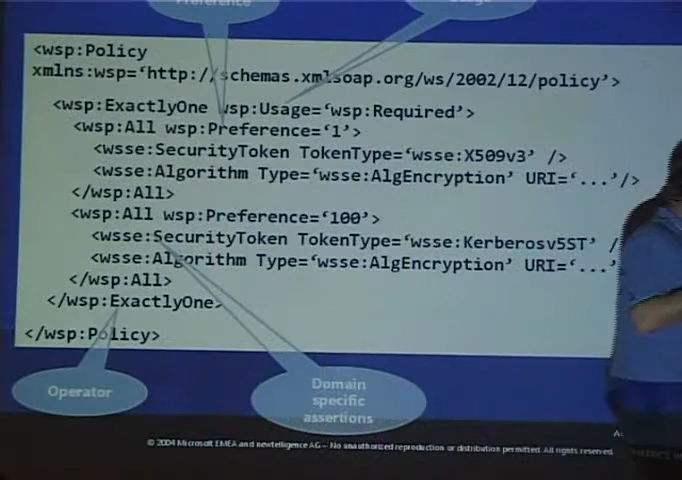 Preference
<wsp:Policy
xmlns:wsp=‘http://schemas.xmlsoap.org/ws/2002/12/policy’>
<wsp:ExactlyOne wsp:Usage=‘wsp:Required’>
<wsp:All wsp:Preference=‘1’>
<wsse:SecurityToken TokenType=‘wsse:X509v3’ />
<wsse:Algorithm Type=‘wsse:AlgEncryption’ URI=‘...’/>
</wsp:All>
<wsp:All wsp:Preference=‘100’>
<wsse:SecurityToken TokenType=‘wsse:Kerberosv5ST’ /
<wsse:Algorithm Type=‘wsse:AlgEncryption’ URI=‘...’
</wsp:All>
</wsp:ExactlyOne>
</wsp:Policy>
Operator
Domain
specific
assertions
© 2004 Microsoft EMEA and newtelligence AG – No unauthorized reproduction or distribution permitted. All rights reserved.